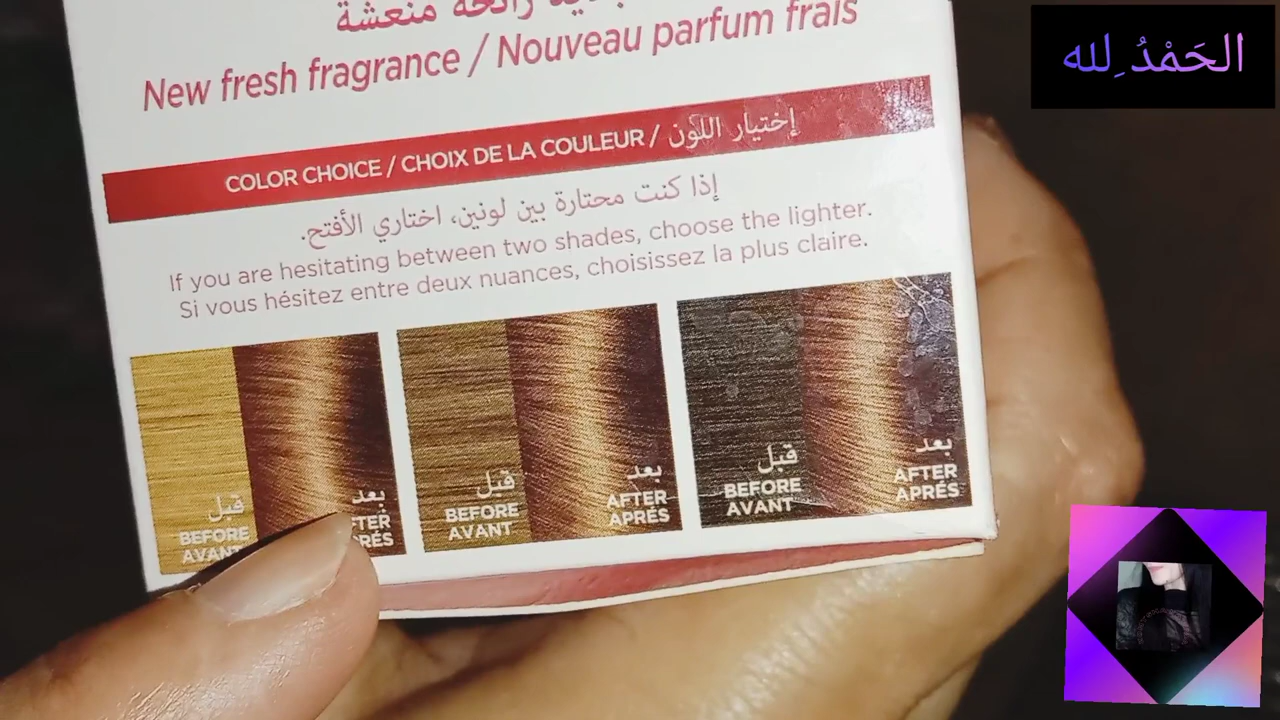 رائحة منعشة
New fresh fragrance / Nouveau parfum frais
COLOR CHOICE / CHOIX DE LA COULEUR / إختيار اللون
إذا كنت محتارة بين لونين، اختاري الأفتح.
If you are hesitating between two shades, choose the lighter.
Si vous hésitez entre deux nuances, choisissez la plus claire.
قبل
BEFORE
AVANT
بعد
قبل
BEFORE
AVANT
بعد
AFTER
APRÉS
قبل
BEFORE
AVANT
بعد
AFTER
APRÉS
الحَمْدُ لِله